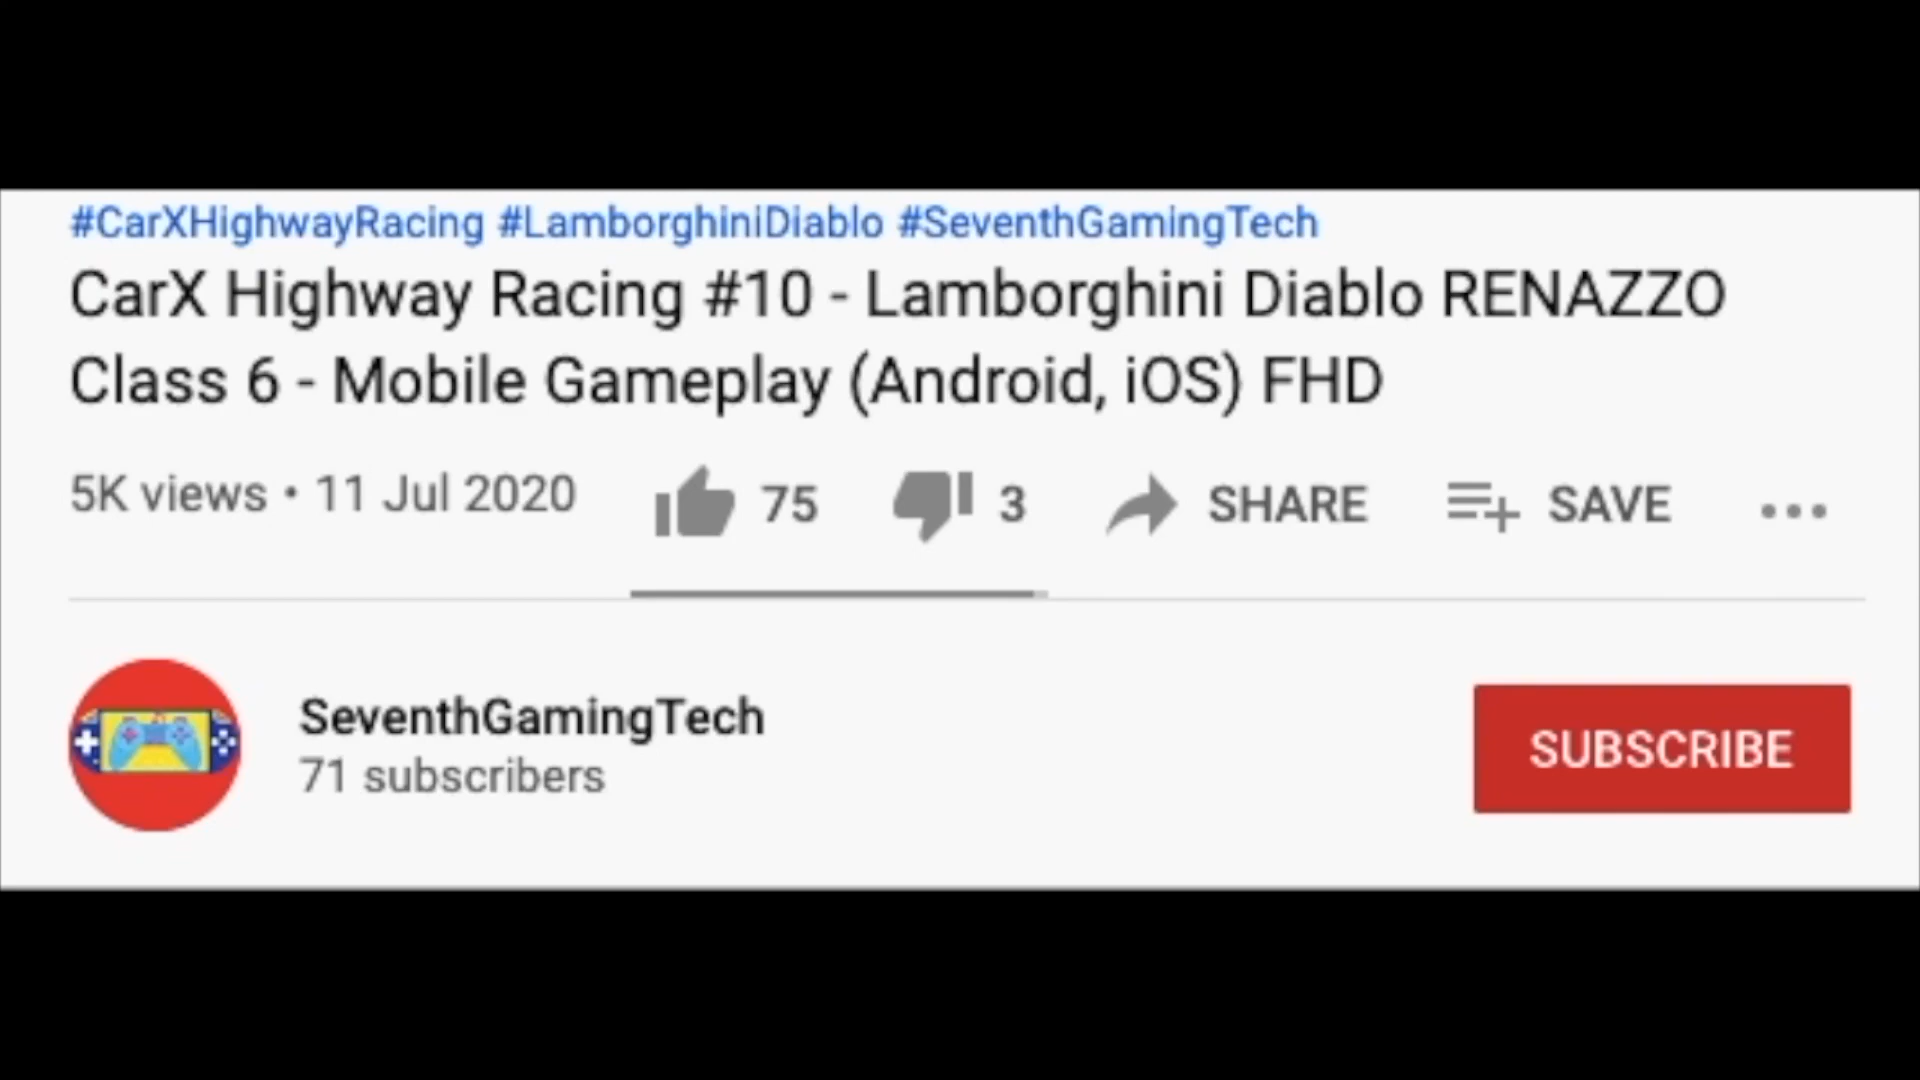 #CarXHighwayRacing #LamborghiniDiablo #SeventhGamingTech
CarX Highway Racing #10 - Lamborghini Diablo RENAZZO
Class 6 - Mobile Gameplay (Android, iOS) FHD
5K views • 11 Jul 2020 75 3 SHARE SAVE
SeventhGamingTech
71 subscribers
SUBSCRIBE